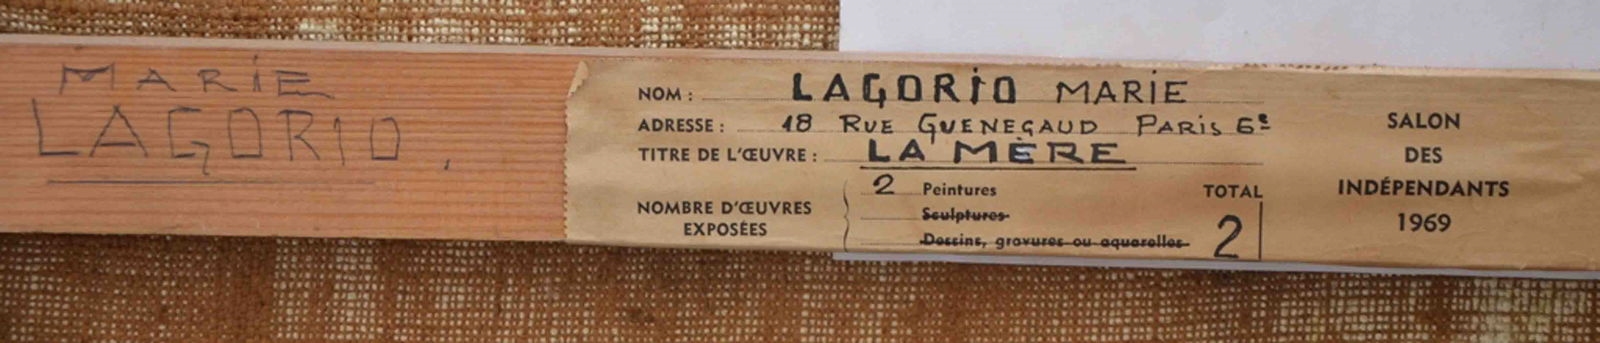 MARIE
LAGORIO.
NOM : LAGORIO MARIE
ADRESSE : 18 RUE GUENEGAUD PARIS 6e
TITRE DE L'ŒUVRE : LA MÈRE
NOMBRE D'ŒUVRES
EXPOSÉES
2 Peintures
Sculptures
Dessins, gravures ou aquarelles
TOTAL
2
SALON
DES
INDÉPENDANTS
1969